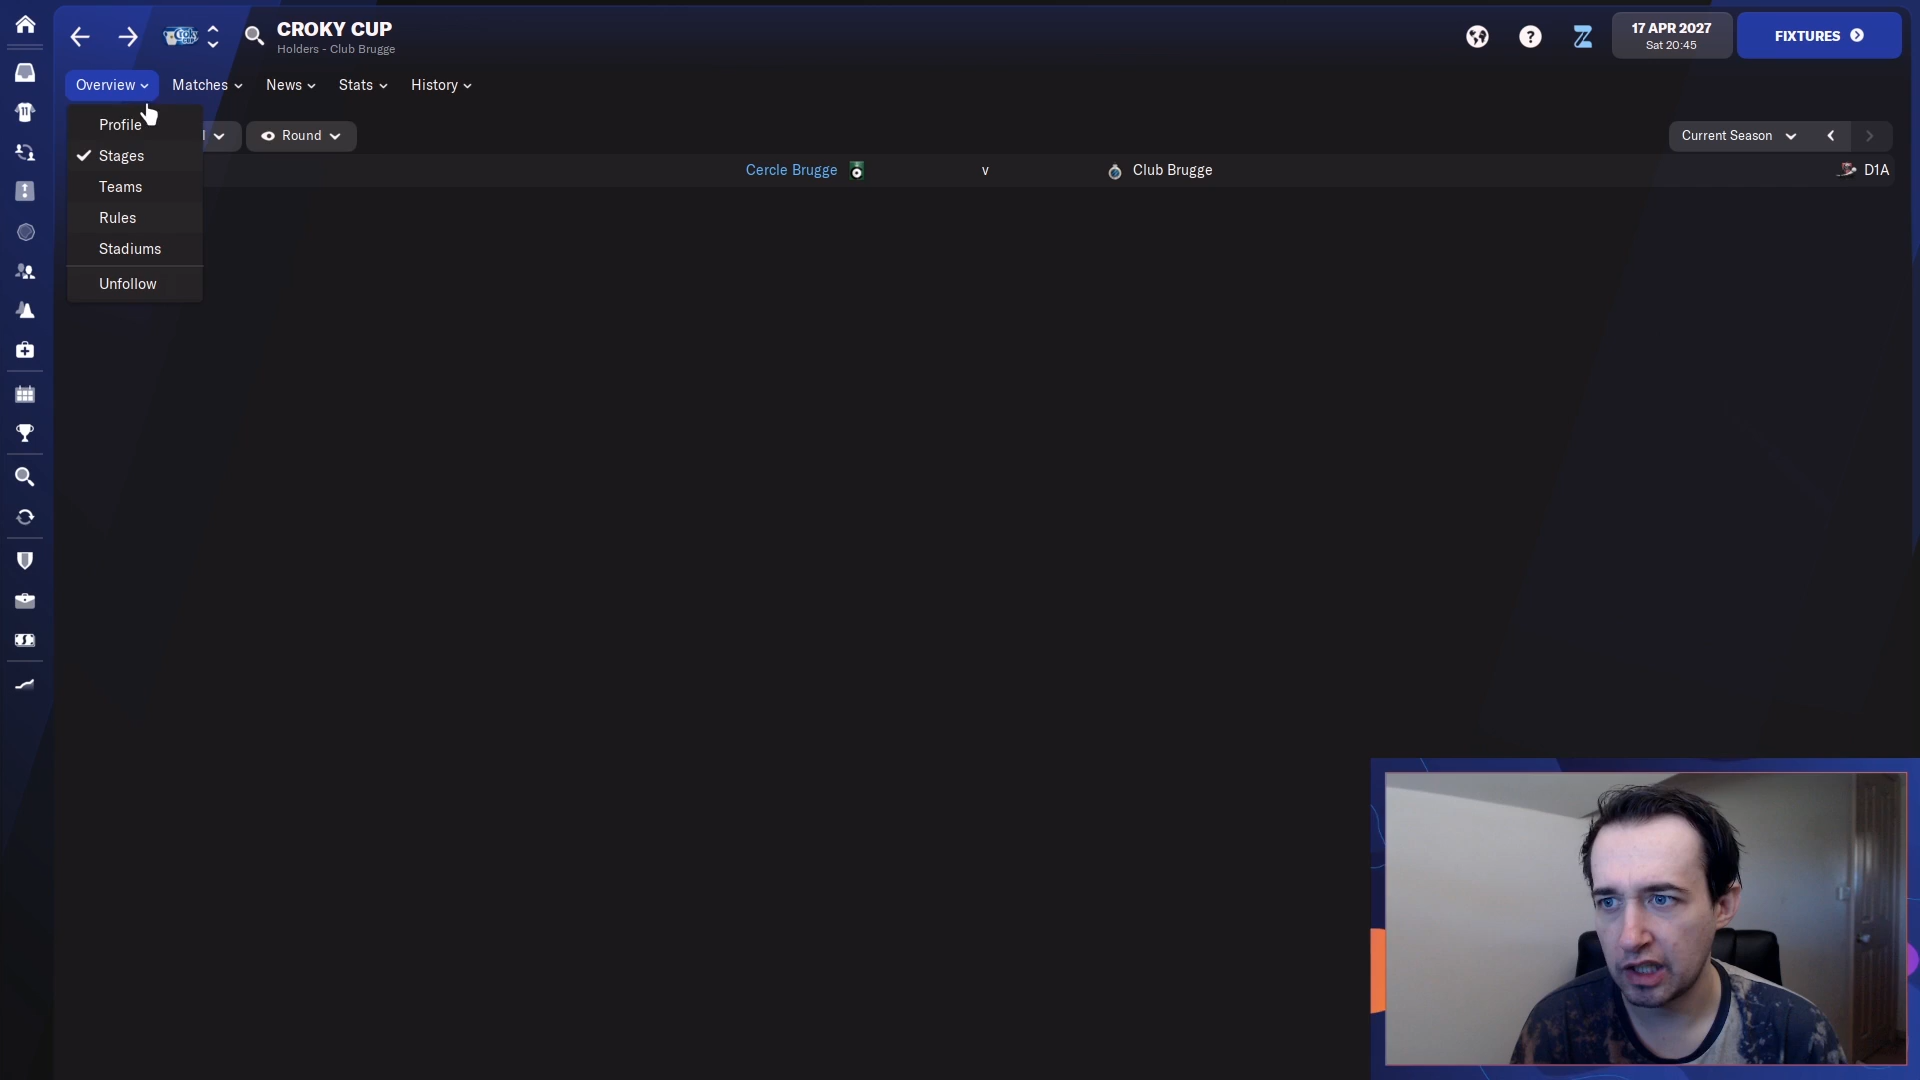 CROKY CUP
Holders - Club Brugge
17 APR 2027
Sat 20:45
FIXTURES
Overview
Matches
News
Stats
History
Profile
Stages
Teams
Rules
Stadiums
Unfollow
Round
Current Season
Cercle Brugge
v
Club Brugge
D1A